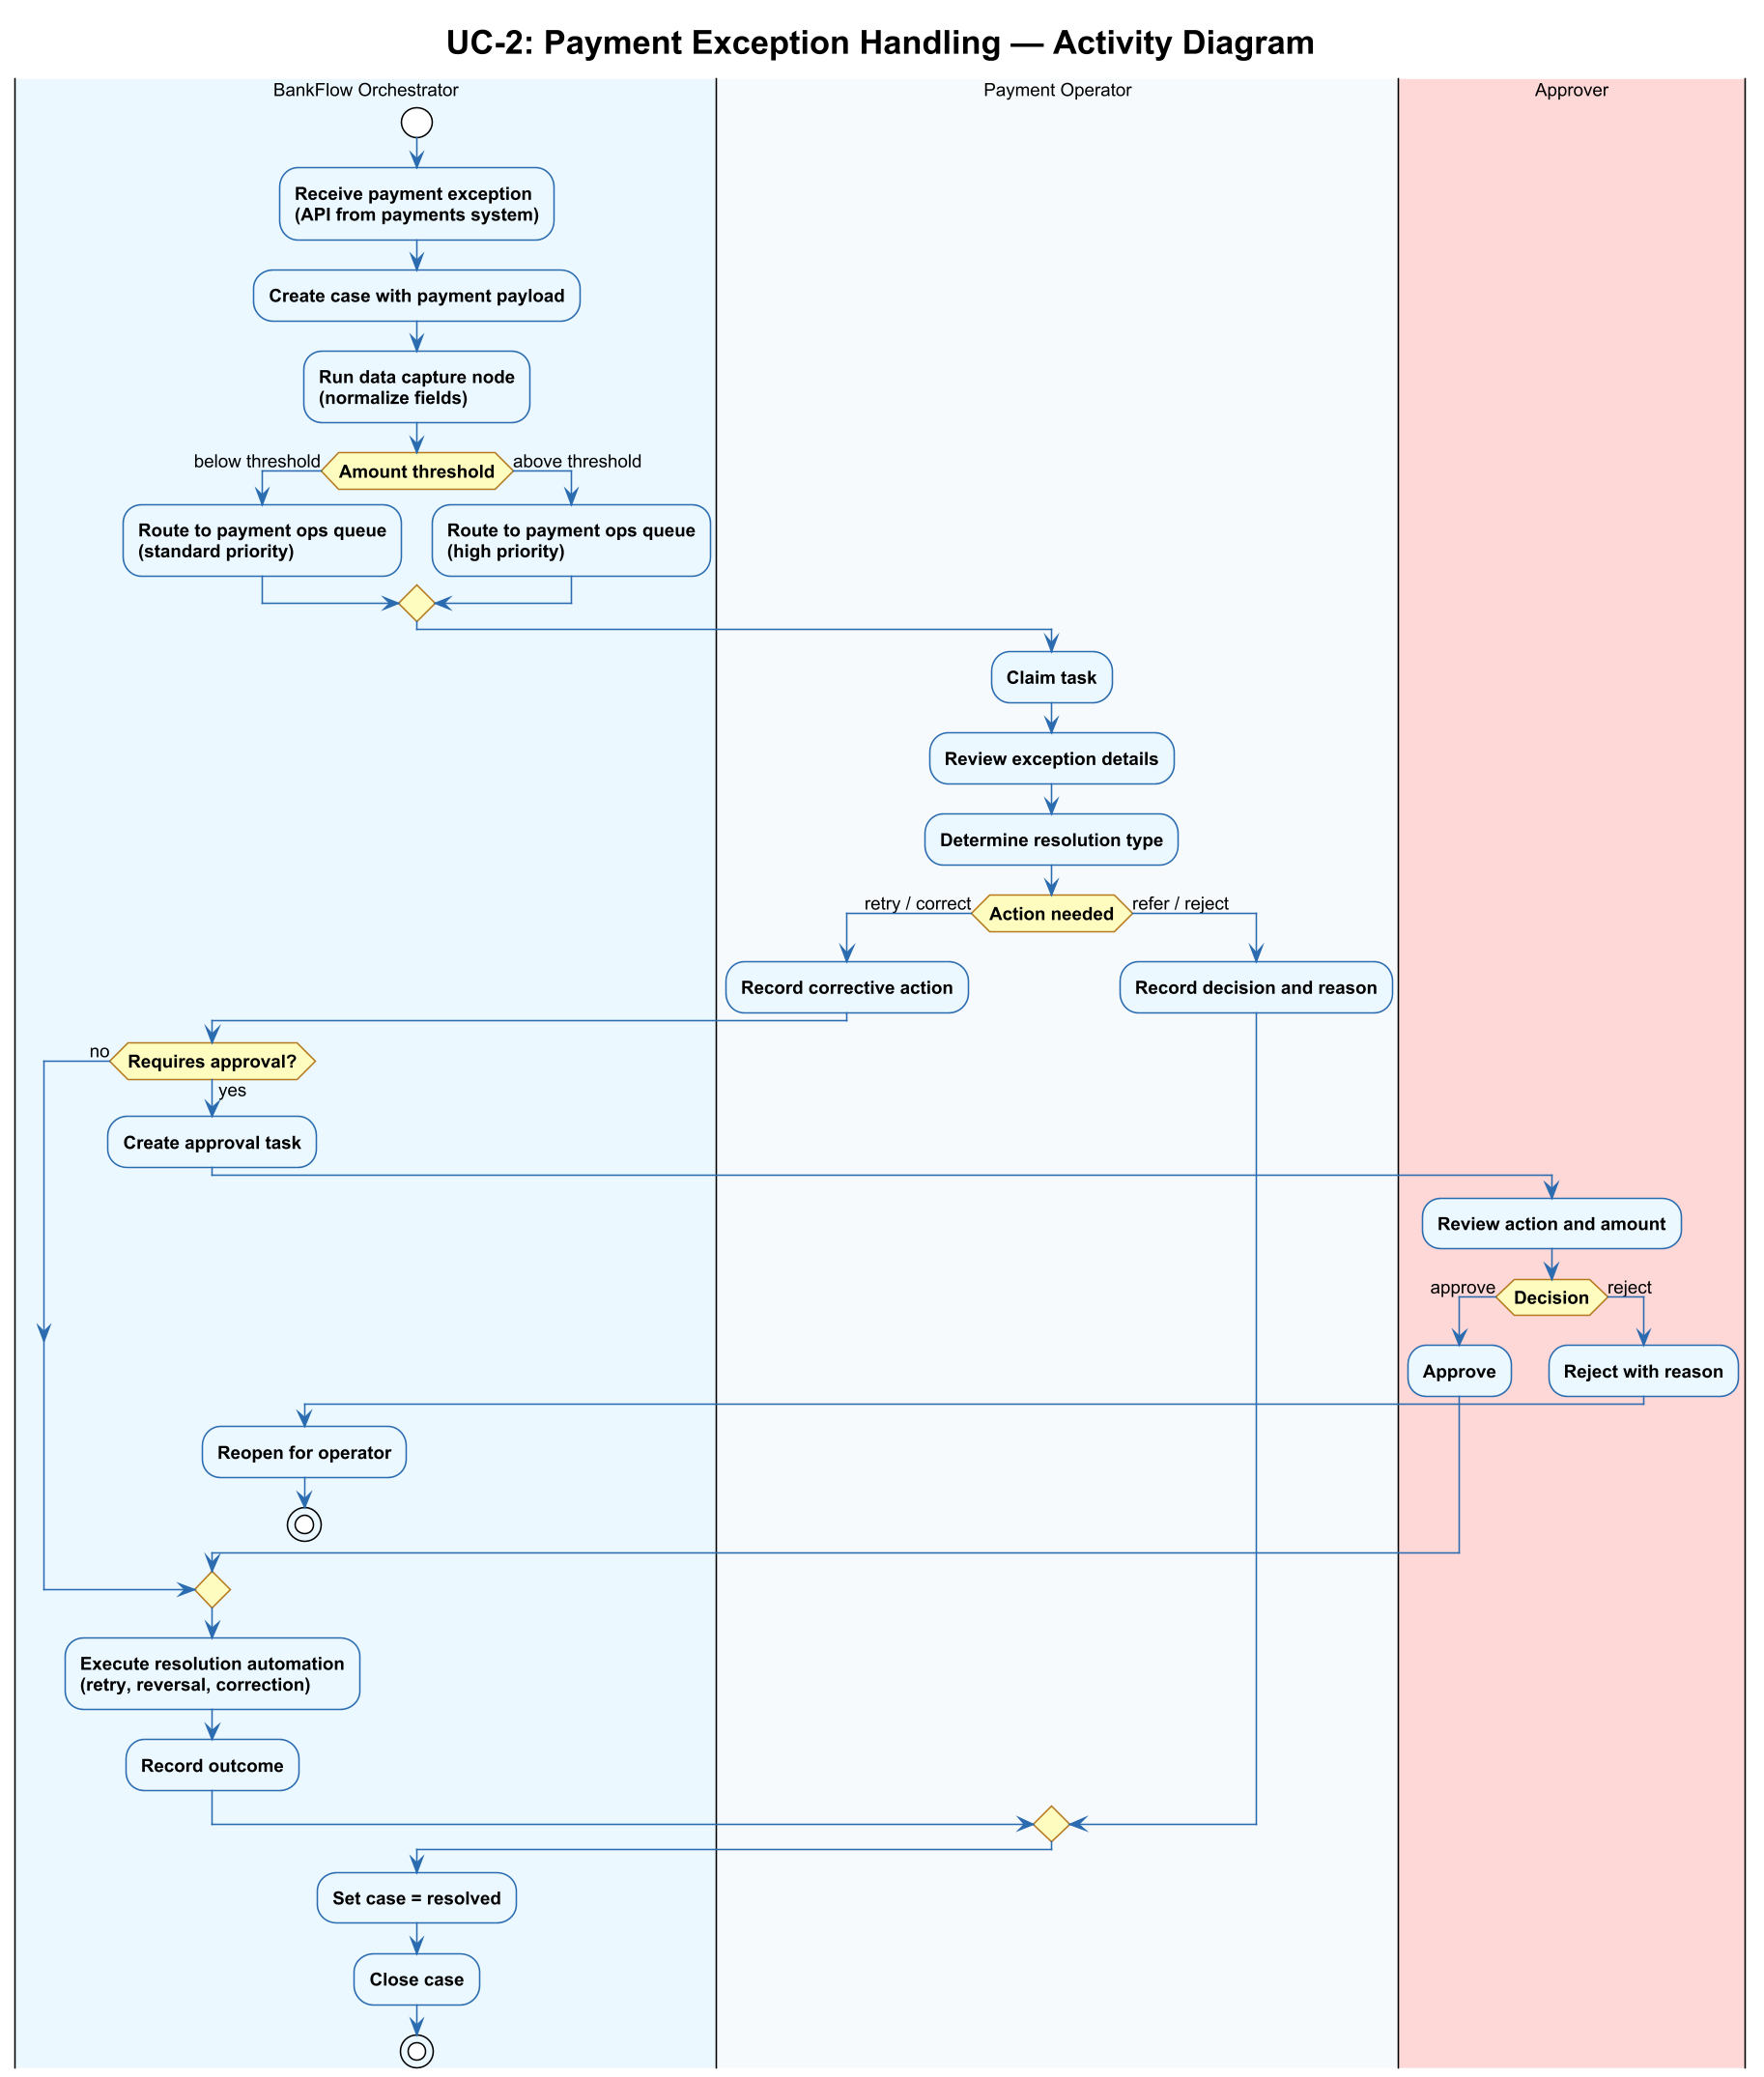 UC-2: Payment Exception Handling — Activity Diagram
BankFlow Orchestrator
Payment Operator
Approver
Receive payment exception
(API from payments system)
Create case with payment payload
Run data capture node
(normalize fields)
below threshold
Amount threshold
above threshold
Route to payment ops queue
(standard priority)
Route to payment ops queue
(high priority)
Claim task
Review exception details
Determine resolution type
retry / correct
Action needed
refer / reject
Record corrective action
Record decision and reason
no
Requires approval?
yes
Create approval task
Review action and amount
approve
Decision
reject
Approve
Reject with reason
Reopen for operator
Execute resolution automation
(retry, reversal, correction)
Record outcome
Set case = resolved
Close case